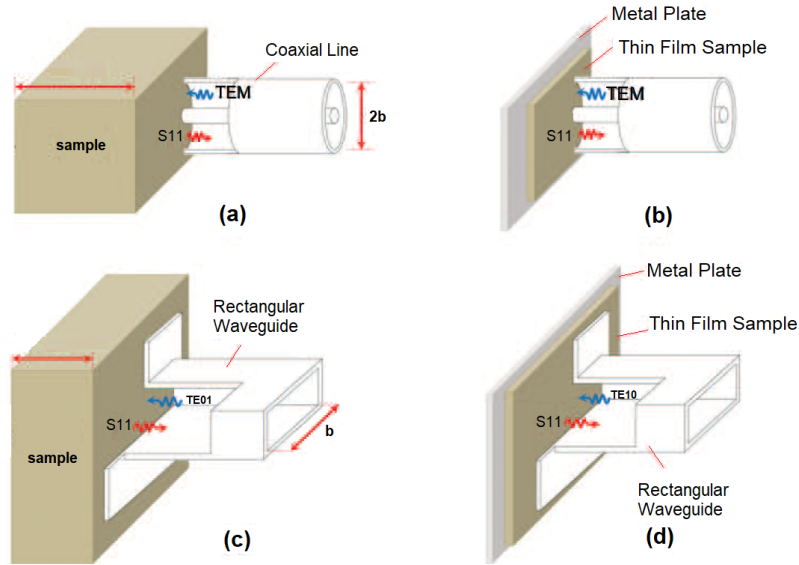 Coaxial Line
TEM
2b
S11
sample
(a)
Metal Plate
Thin Film Sample
TEM
S11
(b)
Rectangular
Waveguide
TE01
S11
b
sample
(c)
Metal Plate
Thin Film Sample
TE10
S11
Rectangular
Waveguide
(d)